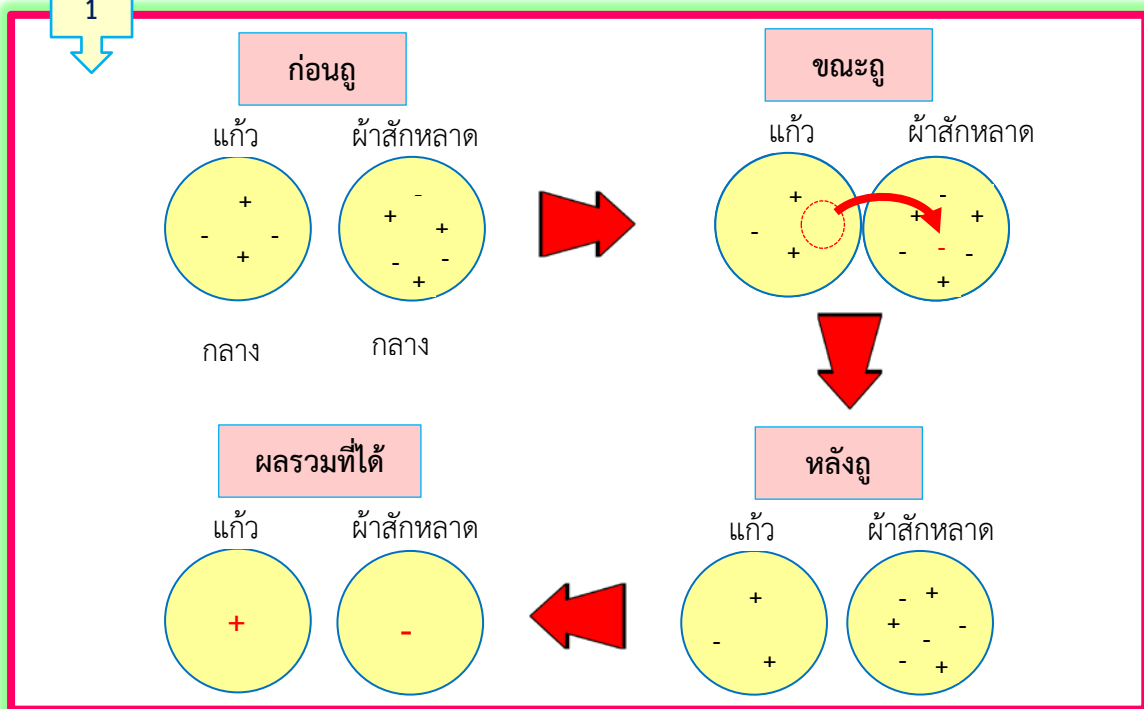 1
ก่อนถู
ขณะถู
แก้ว ผ้าสักหลาด
แก้ว ผ้าสักหลาด
+ - - +
- + + - - +
+ - +
- + + + - - - +
กลาง กลาง
ผลรวมที่ได้
หลังถู
แก้ว ผ้าสักหลาด
แก้ว ผ้าสักหลาด
+ -
+ - +
- + + - - - +